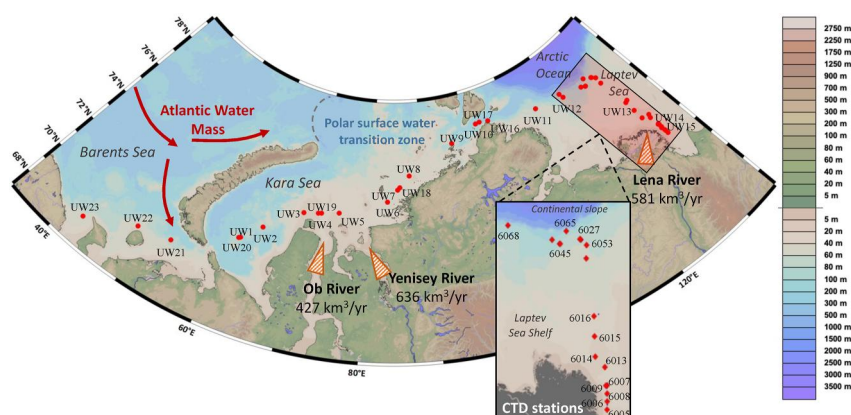 78°N
76°N
74°N
72°N
70°N
68°N
40°E
60°E
80°E
120°E
Atlantic Water
Mass
Barents Sea
Kara Sea
Polar surface water
transition zone
Arctic
Ocean
Laptev
Sea
UW23
UW22
UW21
UW1
UW20
UW2
UW3
UW19
UW4
UW5
UW6
UW7
UW18
UW8
UW9
UW17
UW10
UW16
UW11
UW12
UW13
UW14
UW15
Ob River
427 km³/yr
Yenisey River
636 km³/yr
Lena River
581 km³/yr
Continental slope
6068
6065
6027
6045
6053
Laptev
Sea Shelf
6016
6015
6014
6013
6009
6007
6008
6006
6005
CTD stations
2750 m
2250 m
1500 m
900 m
700 m
500 m
300 m
200 m
100 m
40 m
20 m
5 m
5 m
20 m
40 m
60 m
80 m
100 m
200 m
300 m
500 m
1000 m
1500 m
2000 m
2500 m
3000 m
3500 m